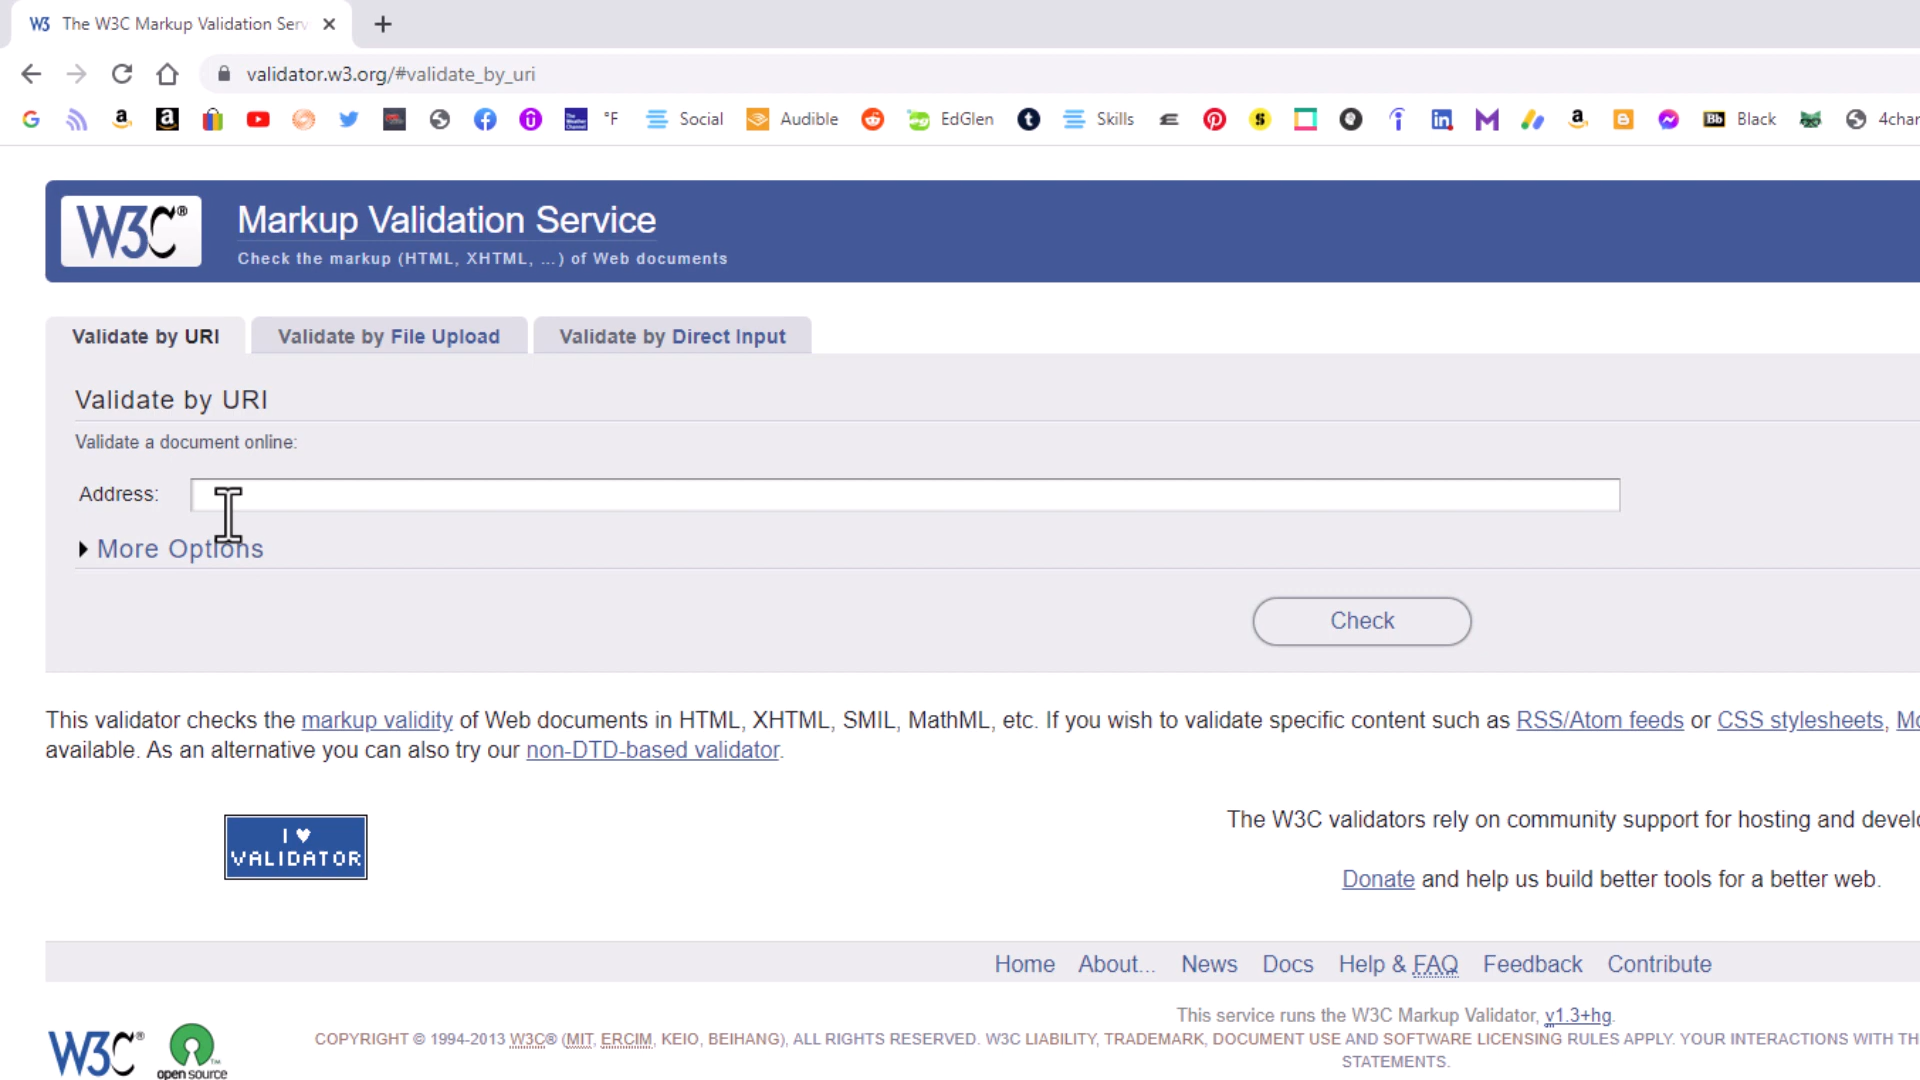 W3 The W3C Markup Validation Serv
validator.w3.org/#validate_by_uri
°F Social Audible EdGlen Skills Black 4char
W3C® Markup Validation Service
Check the markup (HTML, XHTML, ...) of Web documents
Validate by URI Validate by File Upload Validate by Direct Input
Validate by URI
Validate a document online:
Address:
More Options
Check
This validator checks the markup validity of Web documents in HTML, XHTML, SMIL, MathML, etc. If you wish to validate specific content such as RSS/Atom feeds or CSS stylesheets, Mo
available. As an alternative you can also try our non-DTD-based validator.
I ♥
VALIDATOR
The W3C validators rely on community support for hosting and develo
Donate and help us build better tools for a better web.
Home About... News Docs Help & FAQ Feedback Contribute
This service runs the W3C Markup Validator, v1.3+hg.
W3C® open source COPYRIGHT © 1994-2013 W3C® (MIT, ERCIM, KEIO, BEIHANG), ALL RIGHTS RESERVED. W3C LIABILITY, TRADEMARK, DOCUMENT USE AND SOFTWARE LICENSING RULES APPLY. YOUR INTERACTIONS WITH TH
STATEMENTS.